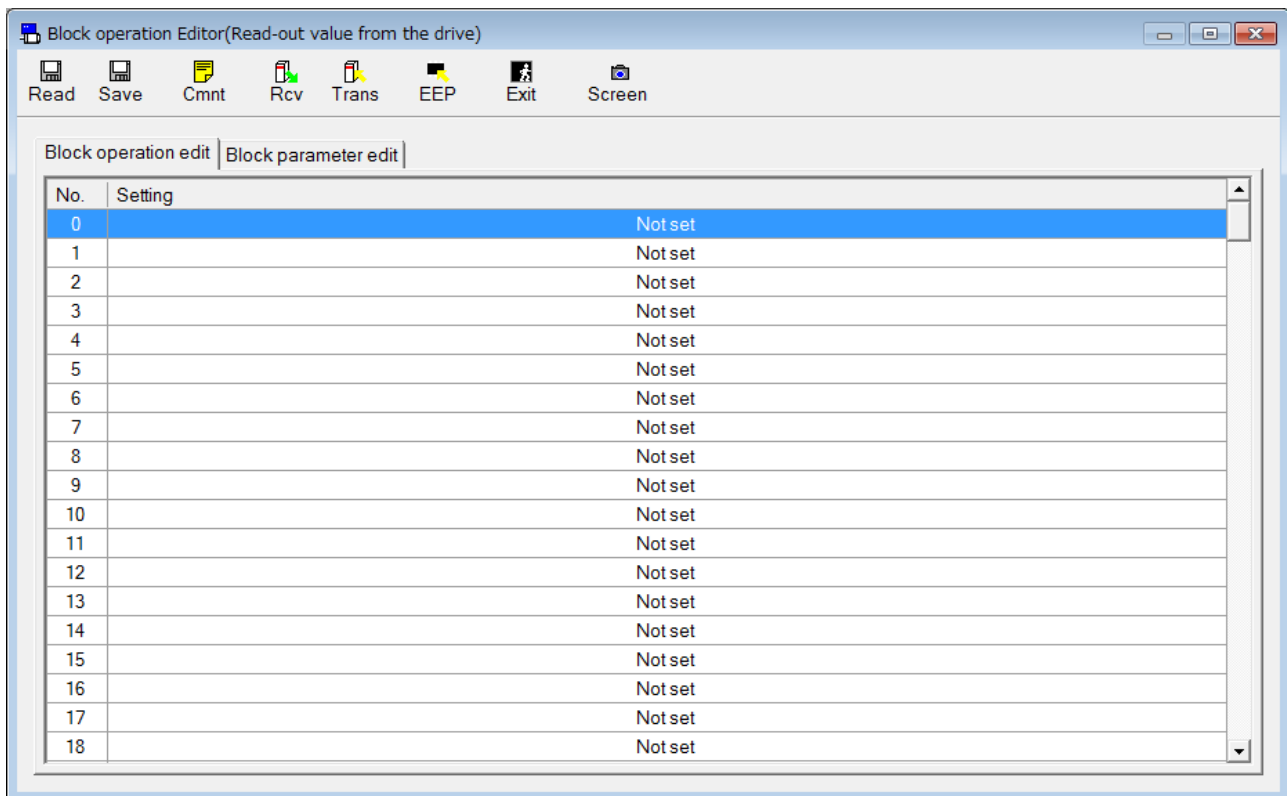 Block operation Editor(Read-out value from the drive)
Read Save Cmnt Rcv Trans EEP Exit Screen
Block operation edit Block parameter edit
No. Setting
0 Not set
1 Not set
2 Not set
3 Not set
4 Not set
5 Not set
6 Not set
7 Not set
8 Not set
9 Not set
10 Not set
11 Not set
12 Not set
13 Not set
14 Not set
15 Not set
16 Not set
17 Not set
18 Not set